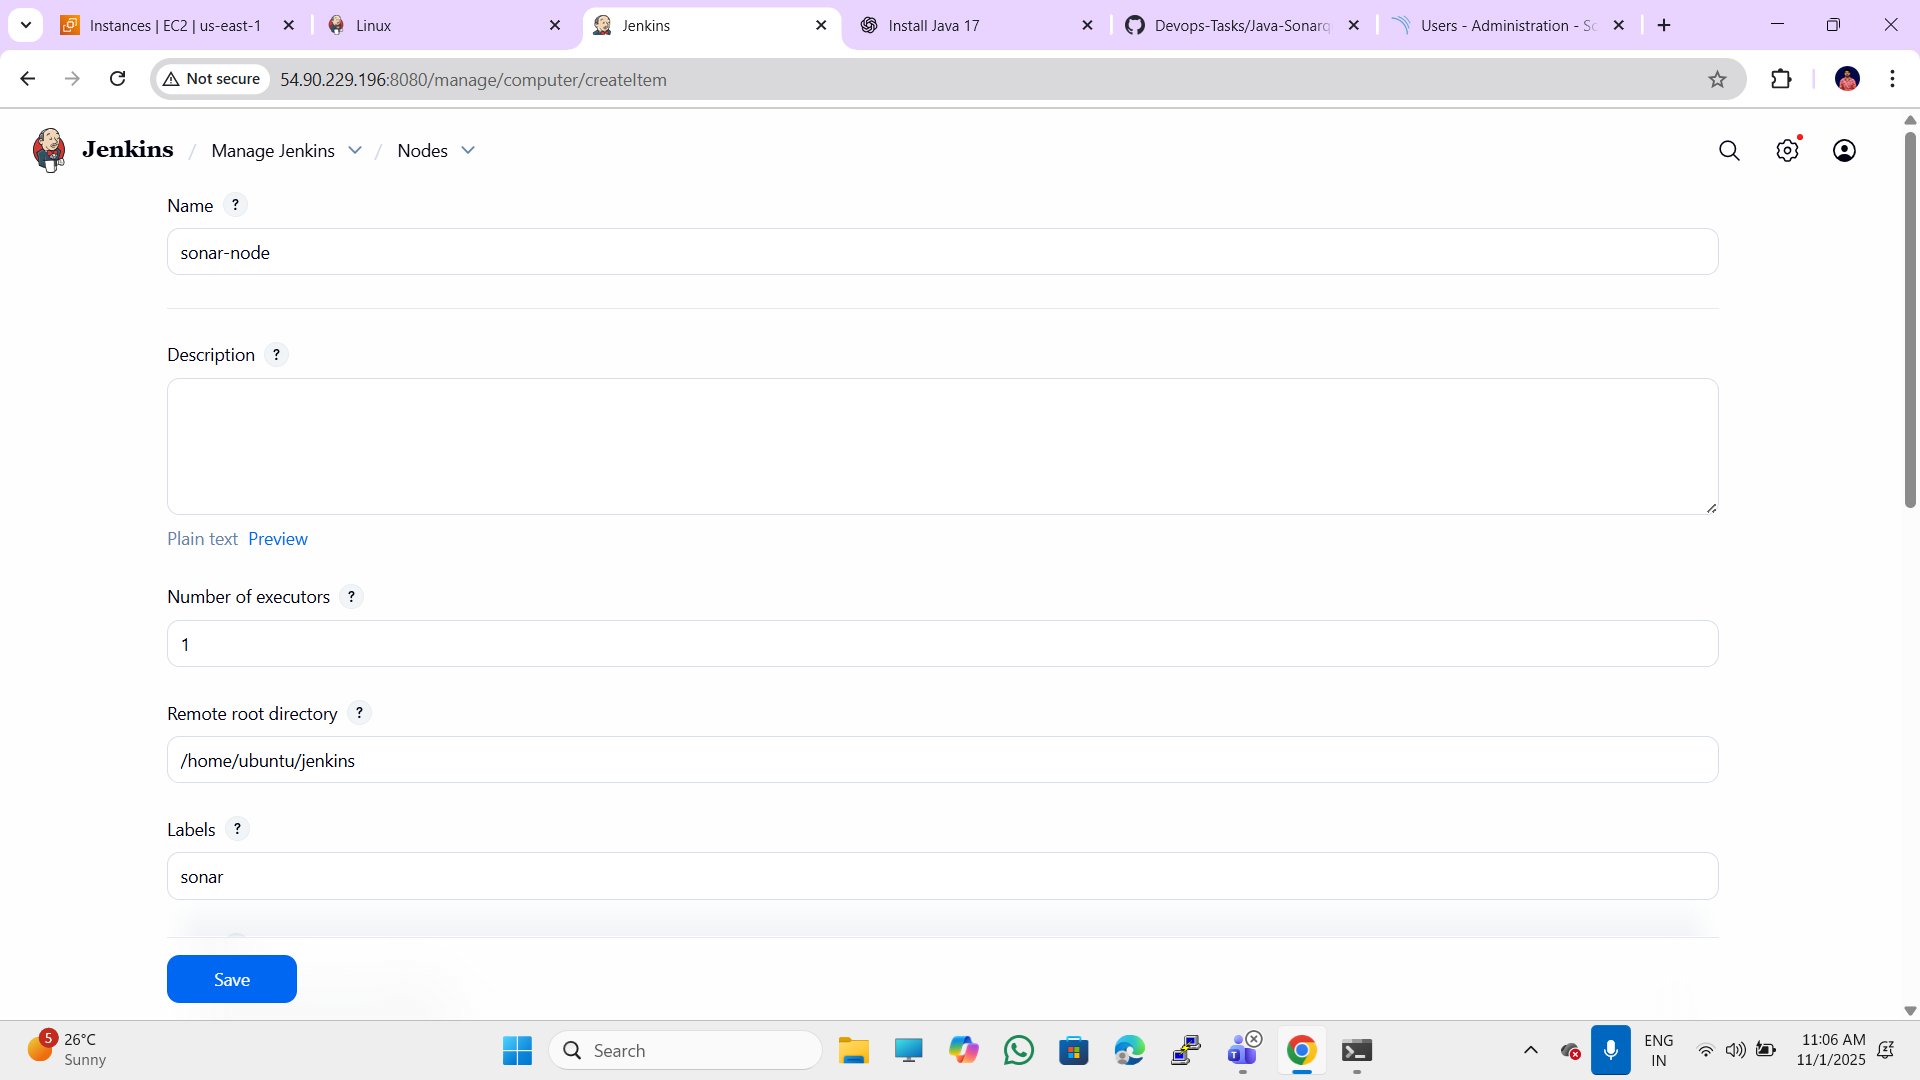 Instances | EC2 | us-east-1
Linux
Jenkins
Install Java 17
Devops-Tasks/Java-Sonarq
Users - Administration - So
Not secure
54.90.229.196:8080/manage/computer/createItem
Jenkins / Manage Jenkins / Nodes
Name ?
sonar-node
Description ?
Plain text Preview
Number of executors ?
1
Remote root directory ?
/home/ubuntu/jenkins
Labels ?
sonar
Save
5
26°C
Sunny
Search
ENG
IN
11:06 AM
11/1/2025